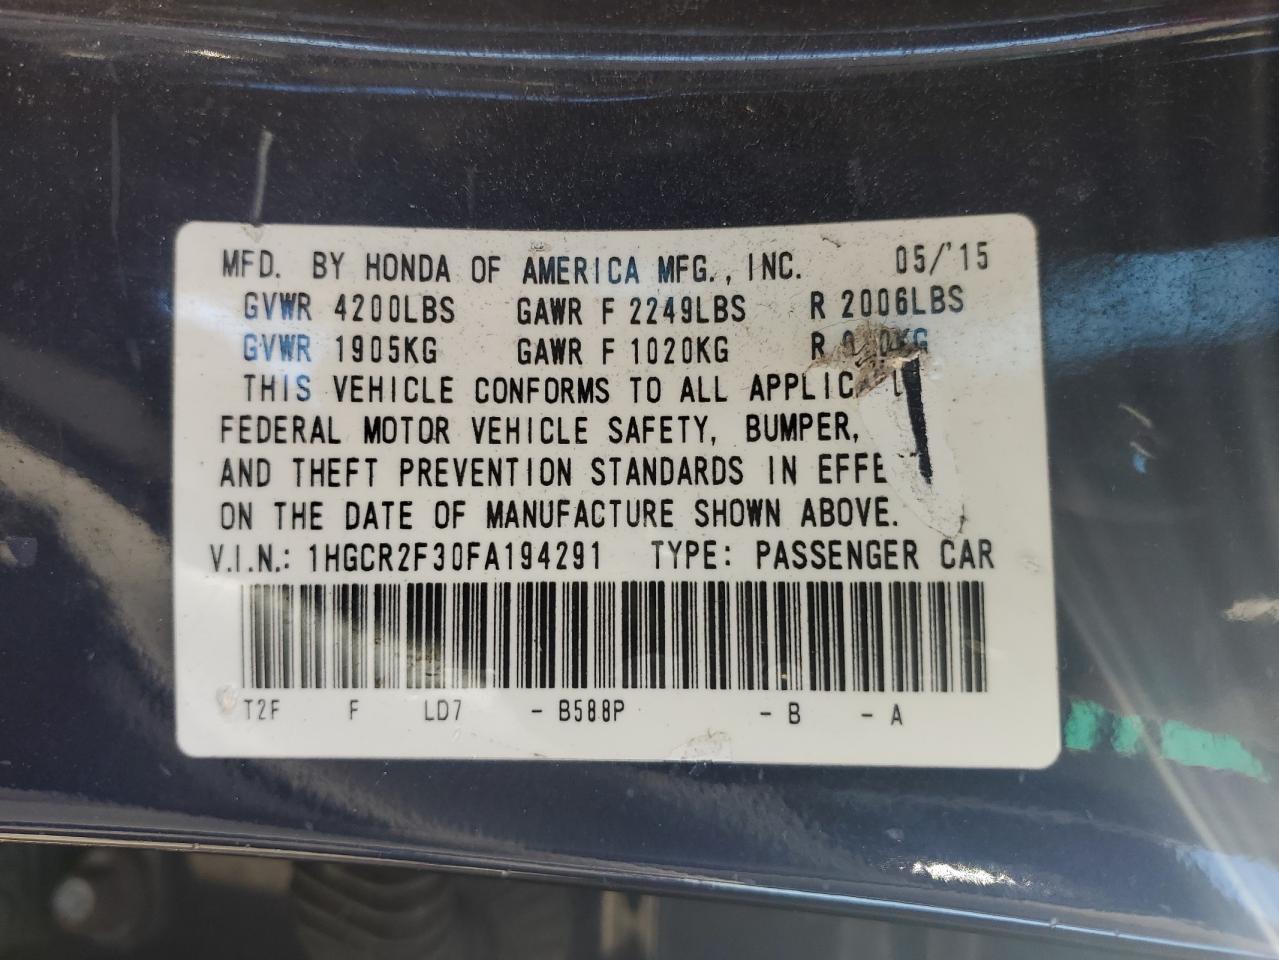 MFD. BY HONDA OF AMERICA MFG., INC. 05/'15
GVWR 4200LBS GAWR F 2249LBS R 2006LBS
GVWR 1905KG GAWR F 1020KG R
THIS VEHICLE CONFORMS TO ALL
FEDERAL MOTOR VEHICLE SAFETY, BUMPER,
AND THEFT PREVENTION STANDARDS IN
ON THE DATE OF MANUFACTURE SHOWN ABOVE.
V.I.N.: 1HGCR2F30FA194291 TYPE: PASSENGER CAR
T2F F LD7 - B588P - B - A